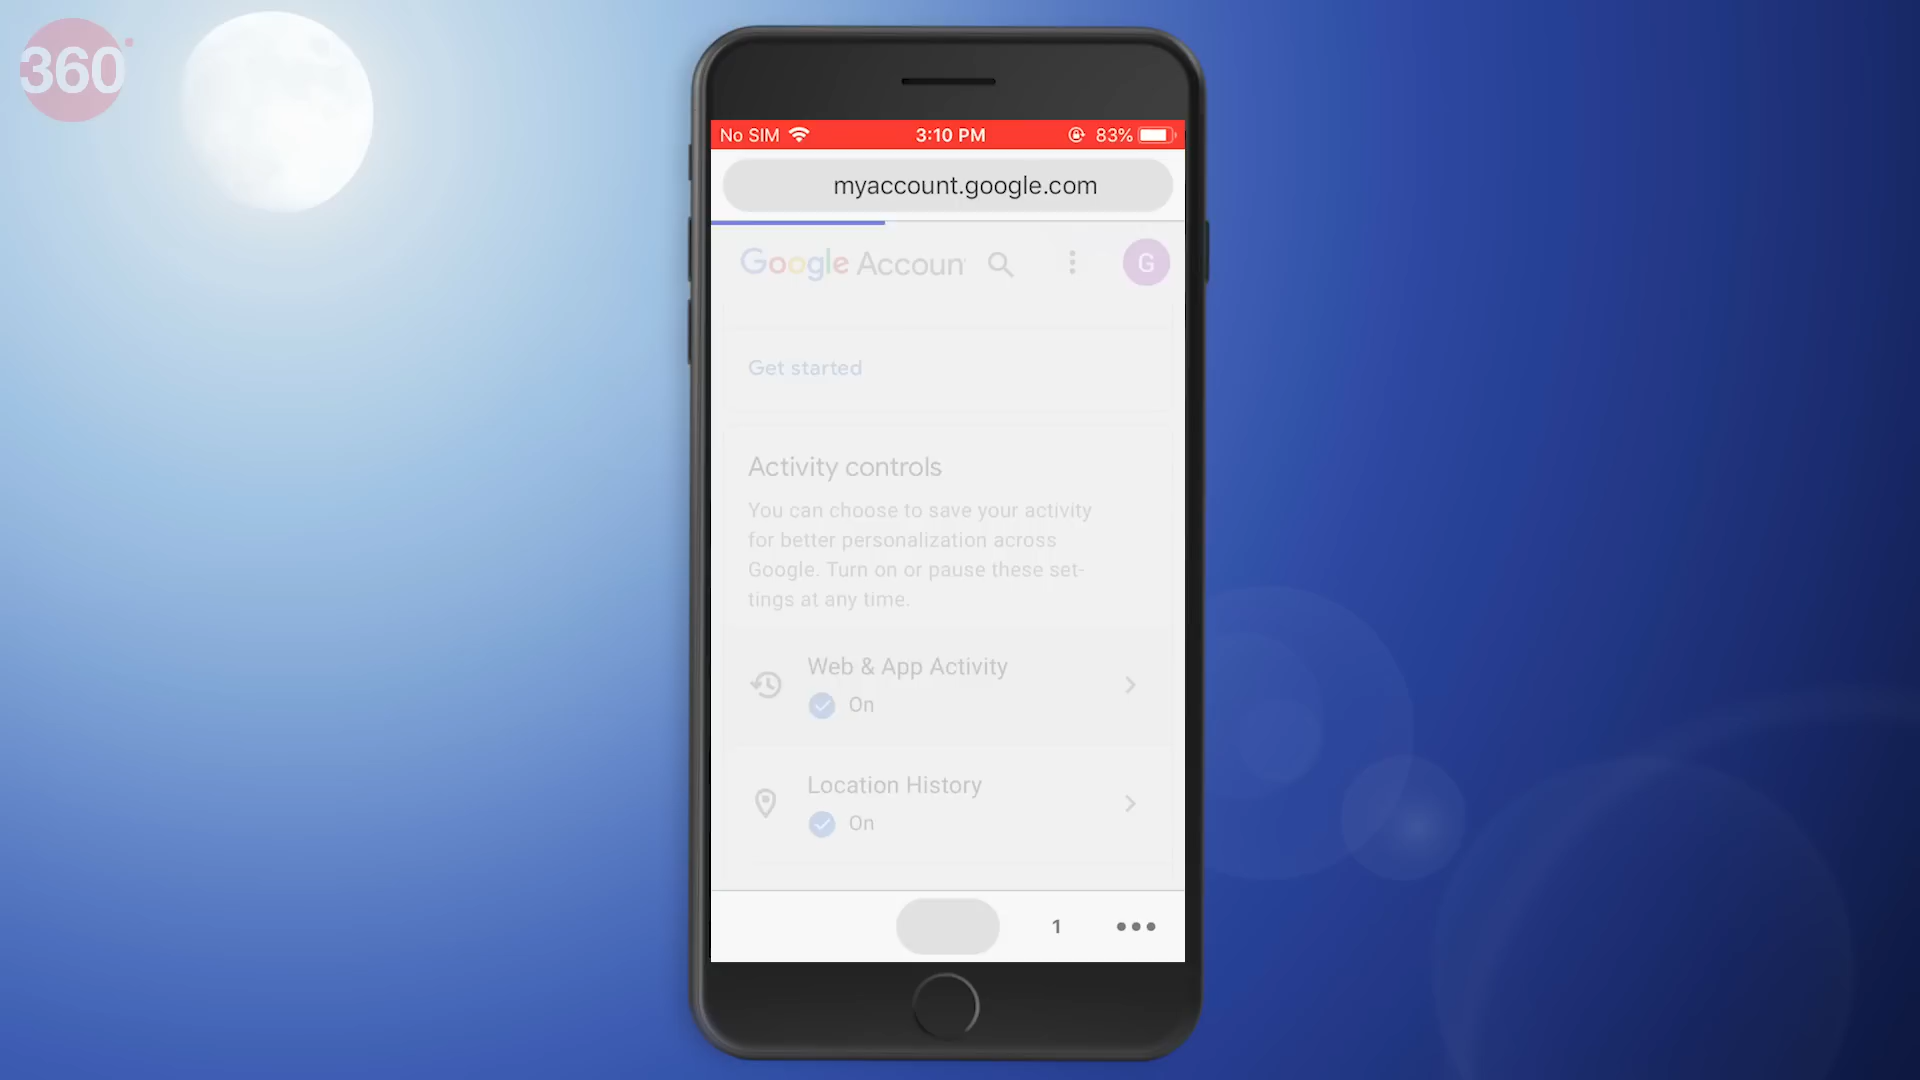 360
No SIM 3:10 PM 83%
myaccount.google.com
Google Accoun
G
Get started
Activity controls
You can choose to save your activity
for better personalization across
Google. Turn on or pause these set-
tings at any time.
Web & App Activity
On
Location History
On
1